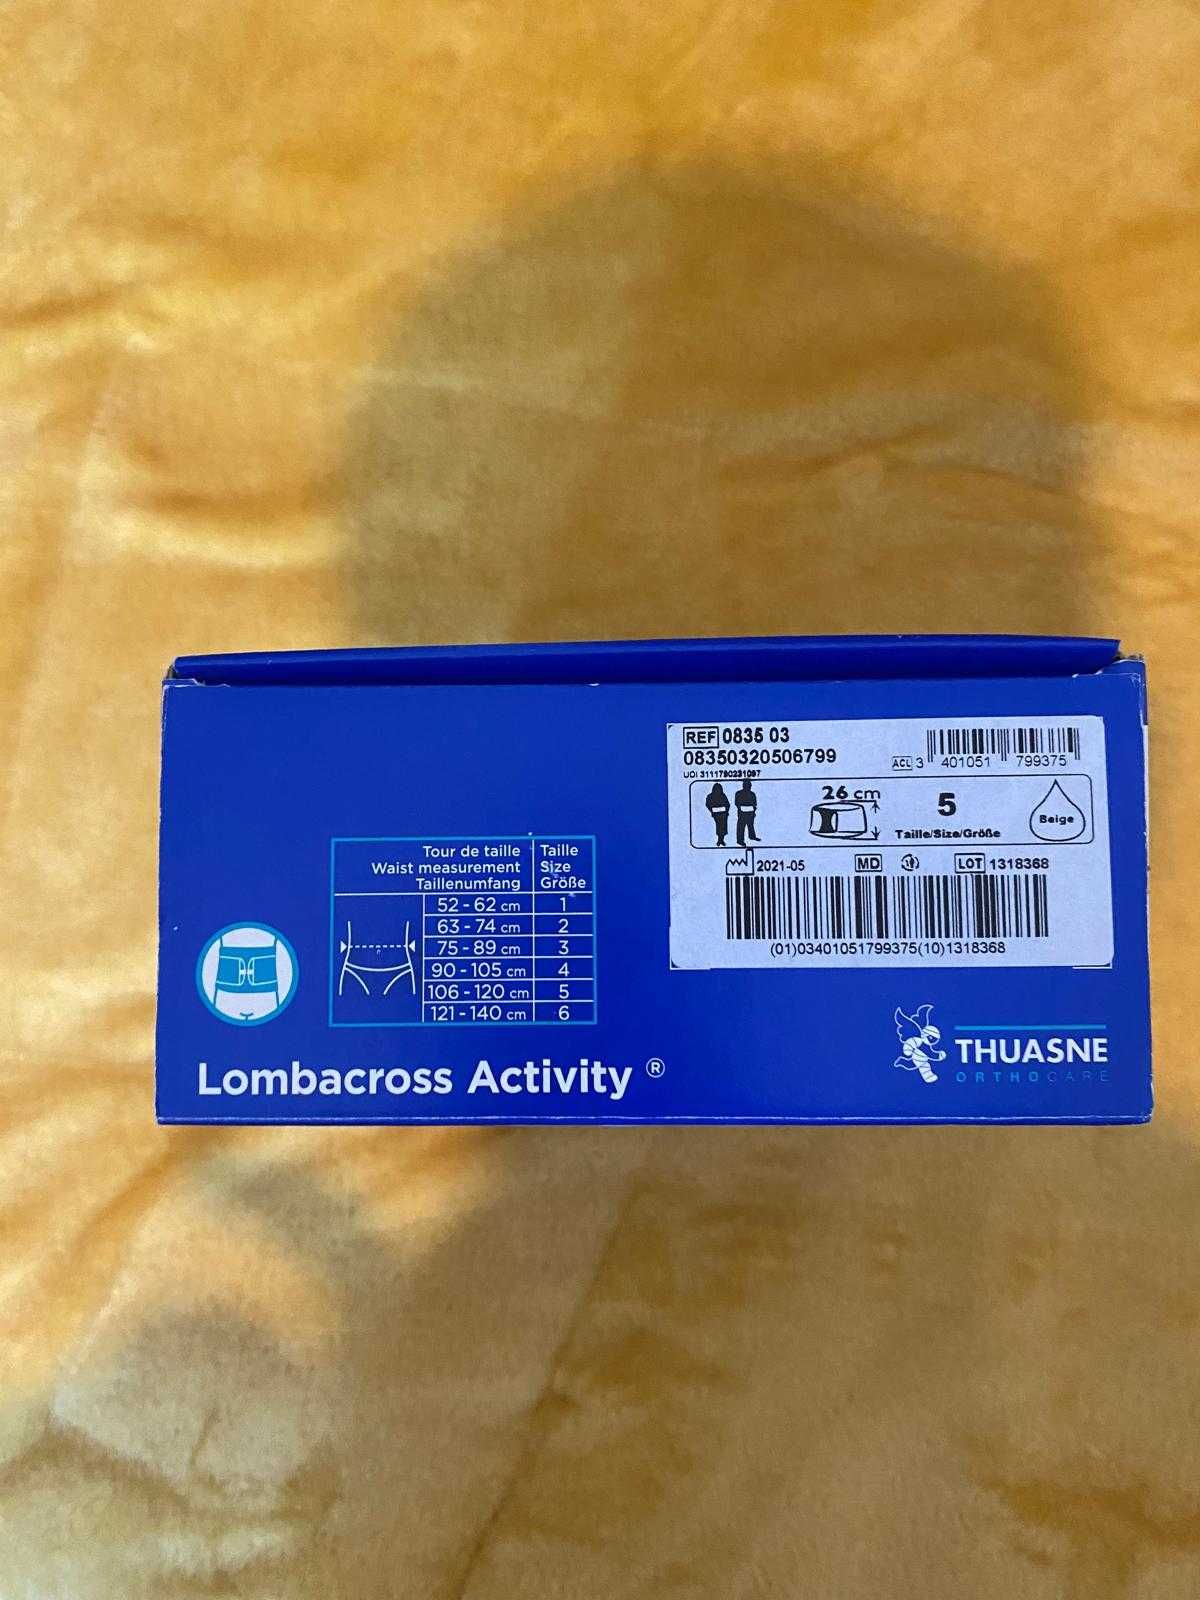 REF 0835 03
08350320506799
UDI 3111790231097
ACL 3 401051 799375
26 cm
5
Taille/Size/Größe
Beige
2021-05 MD LOT 1318368
(01)03401051799375(10)1318368
Tour de taille Taille
Waist measurement Size
Taillenumfang Größe
52 - 62 cm 1
63 - 74 cm 2
75 - 89 cm 3
90 - 105 cm 4
106 - 120 cm 5
121 - 140 cm 6
Lombacross Activity ®
THUASNE
ORTHOCARE